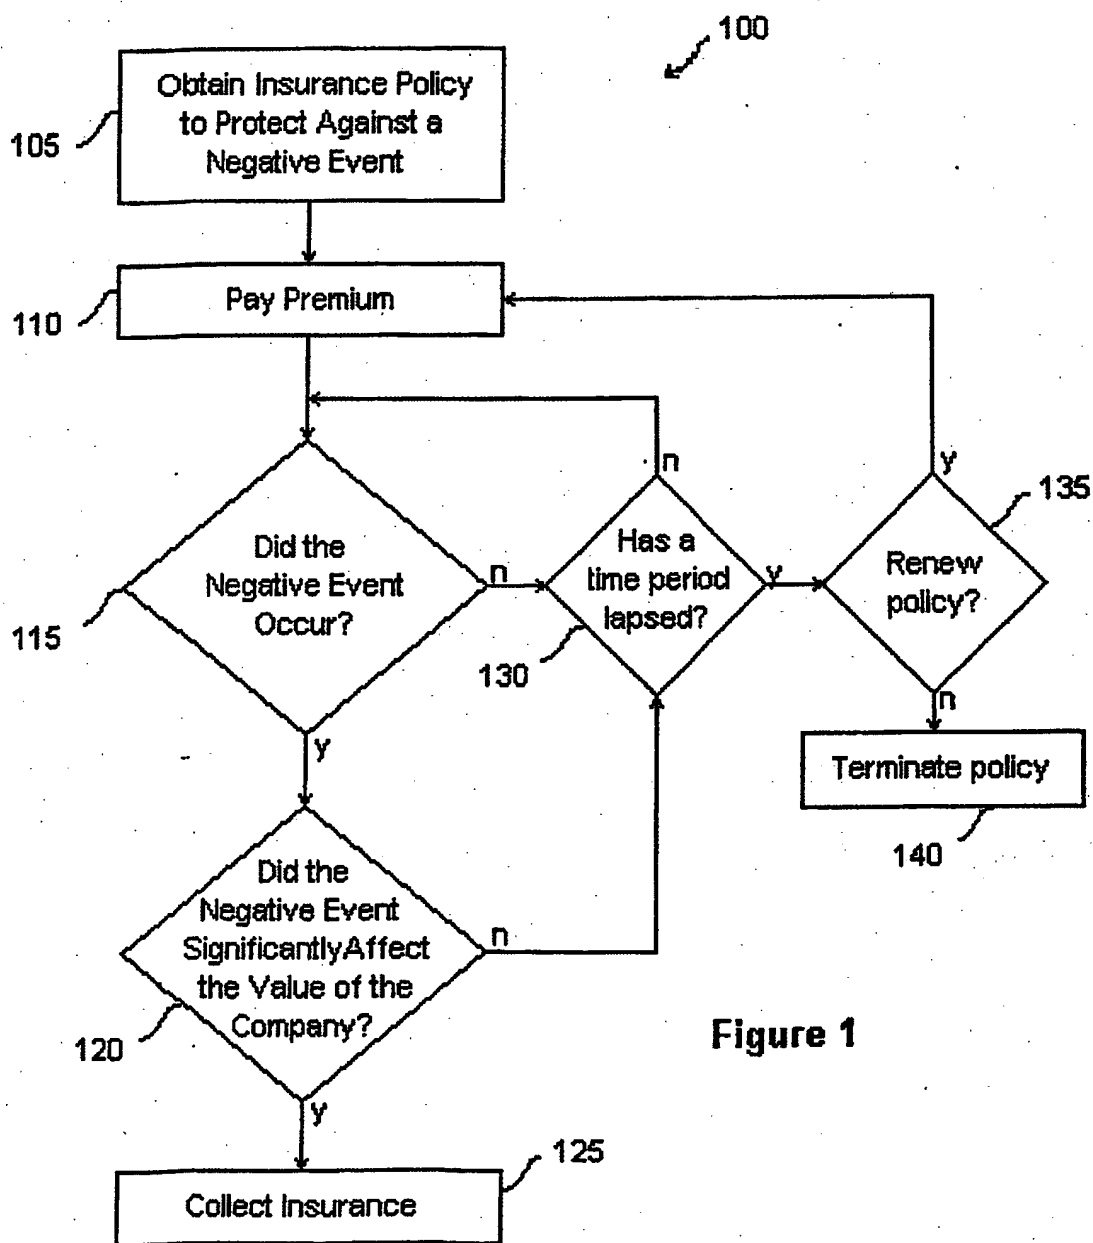 100
Obtain Insurance Policy
to Protect Against a
Negative Event
105
Pay Premium
110
n
y
135
Did the
Negative Event
Occur?
n
115
Has a
time period
lapsed?
y
130
Renew
policy?
n
y
Terminate policy
140
Did the
Negative Event
SignificantlyAffect
the Value of the
Company?
n
120
y
Figure 1
125
Collect Insurance